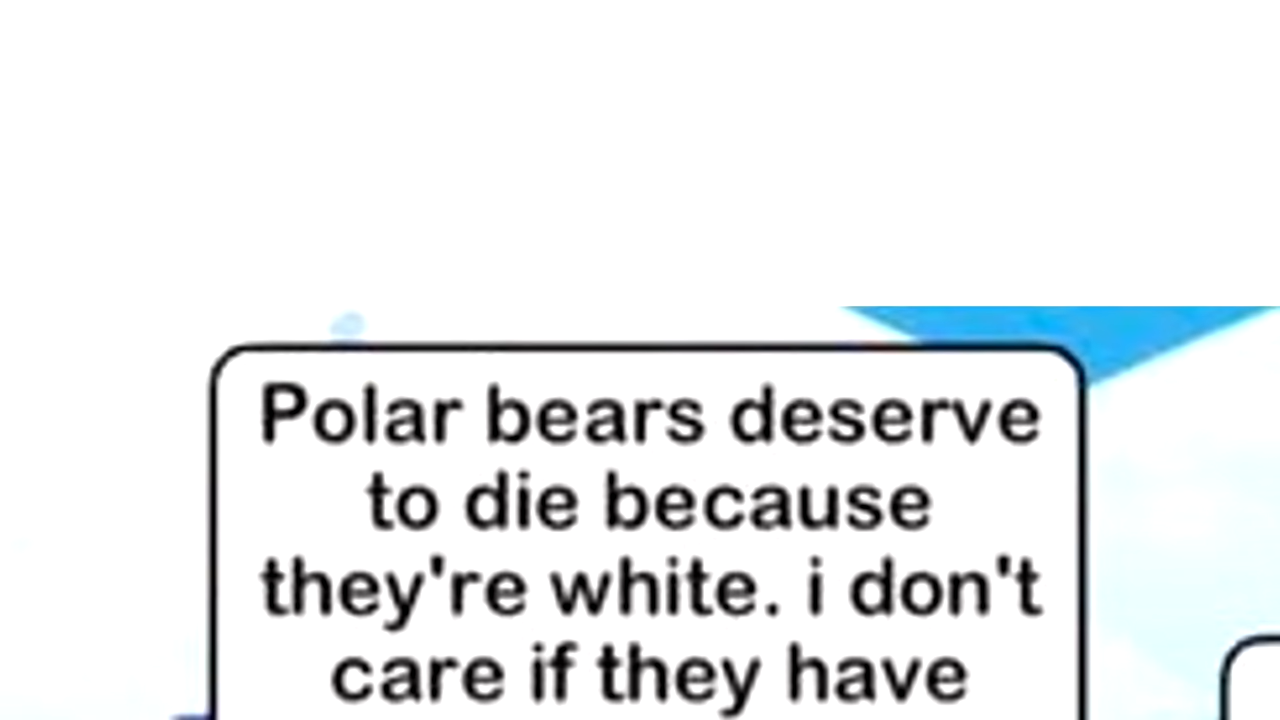 Polar bears deserve
to die because
they're white. i don't
care if they have